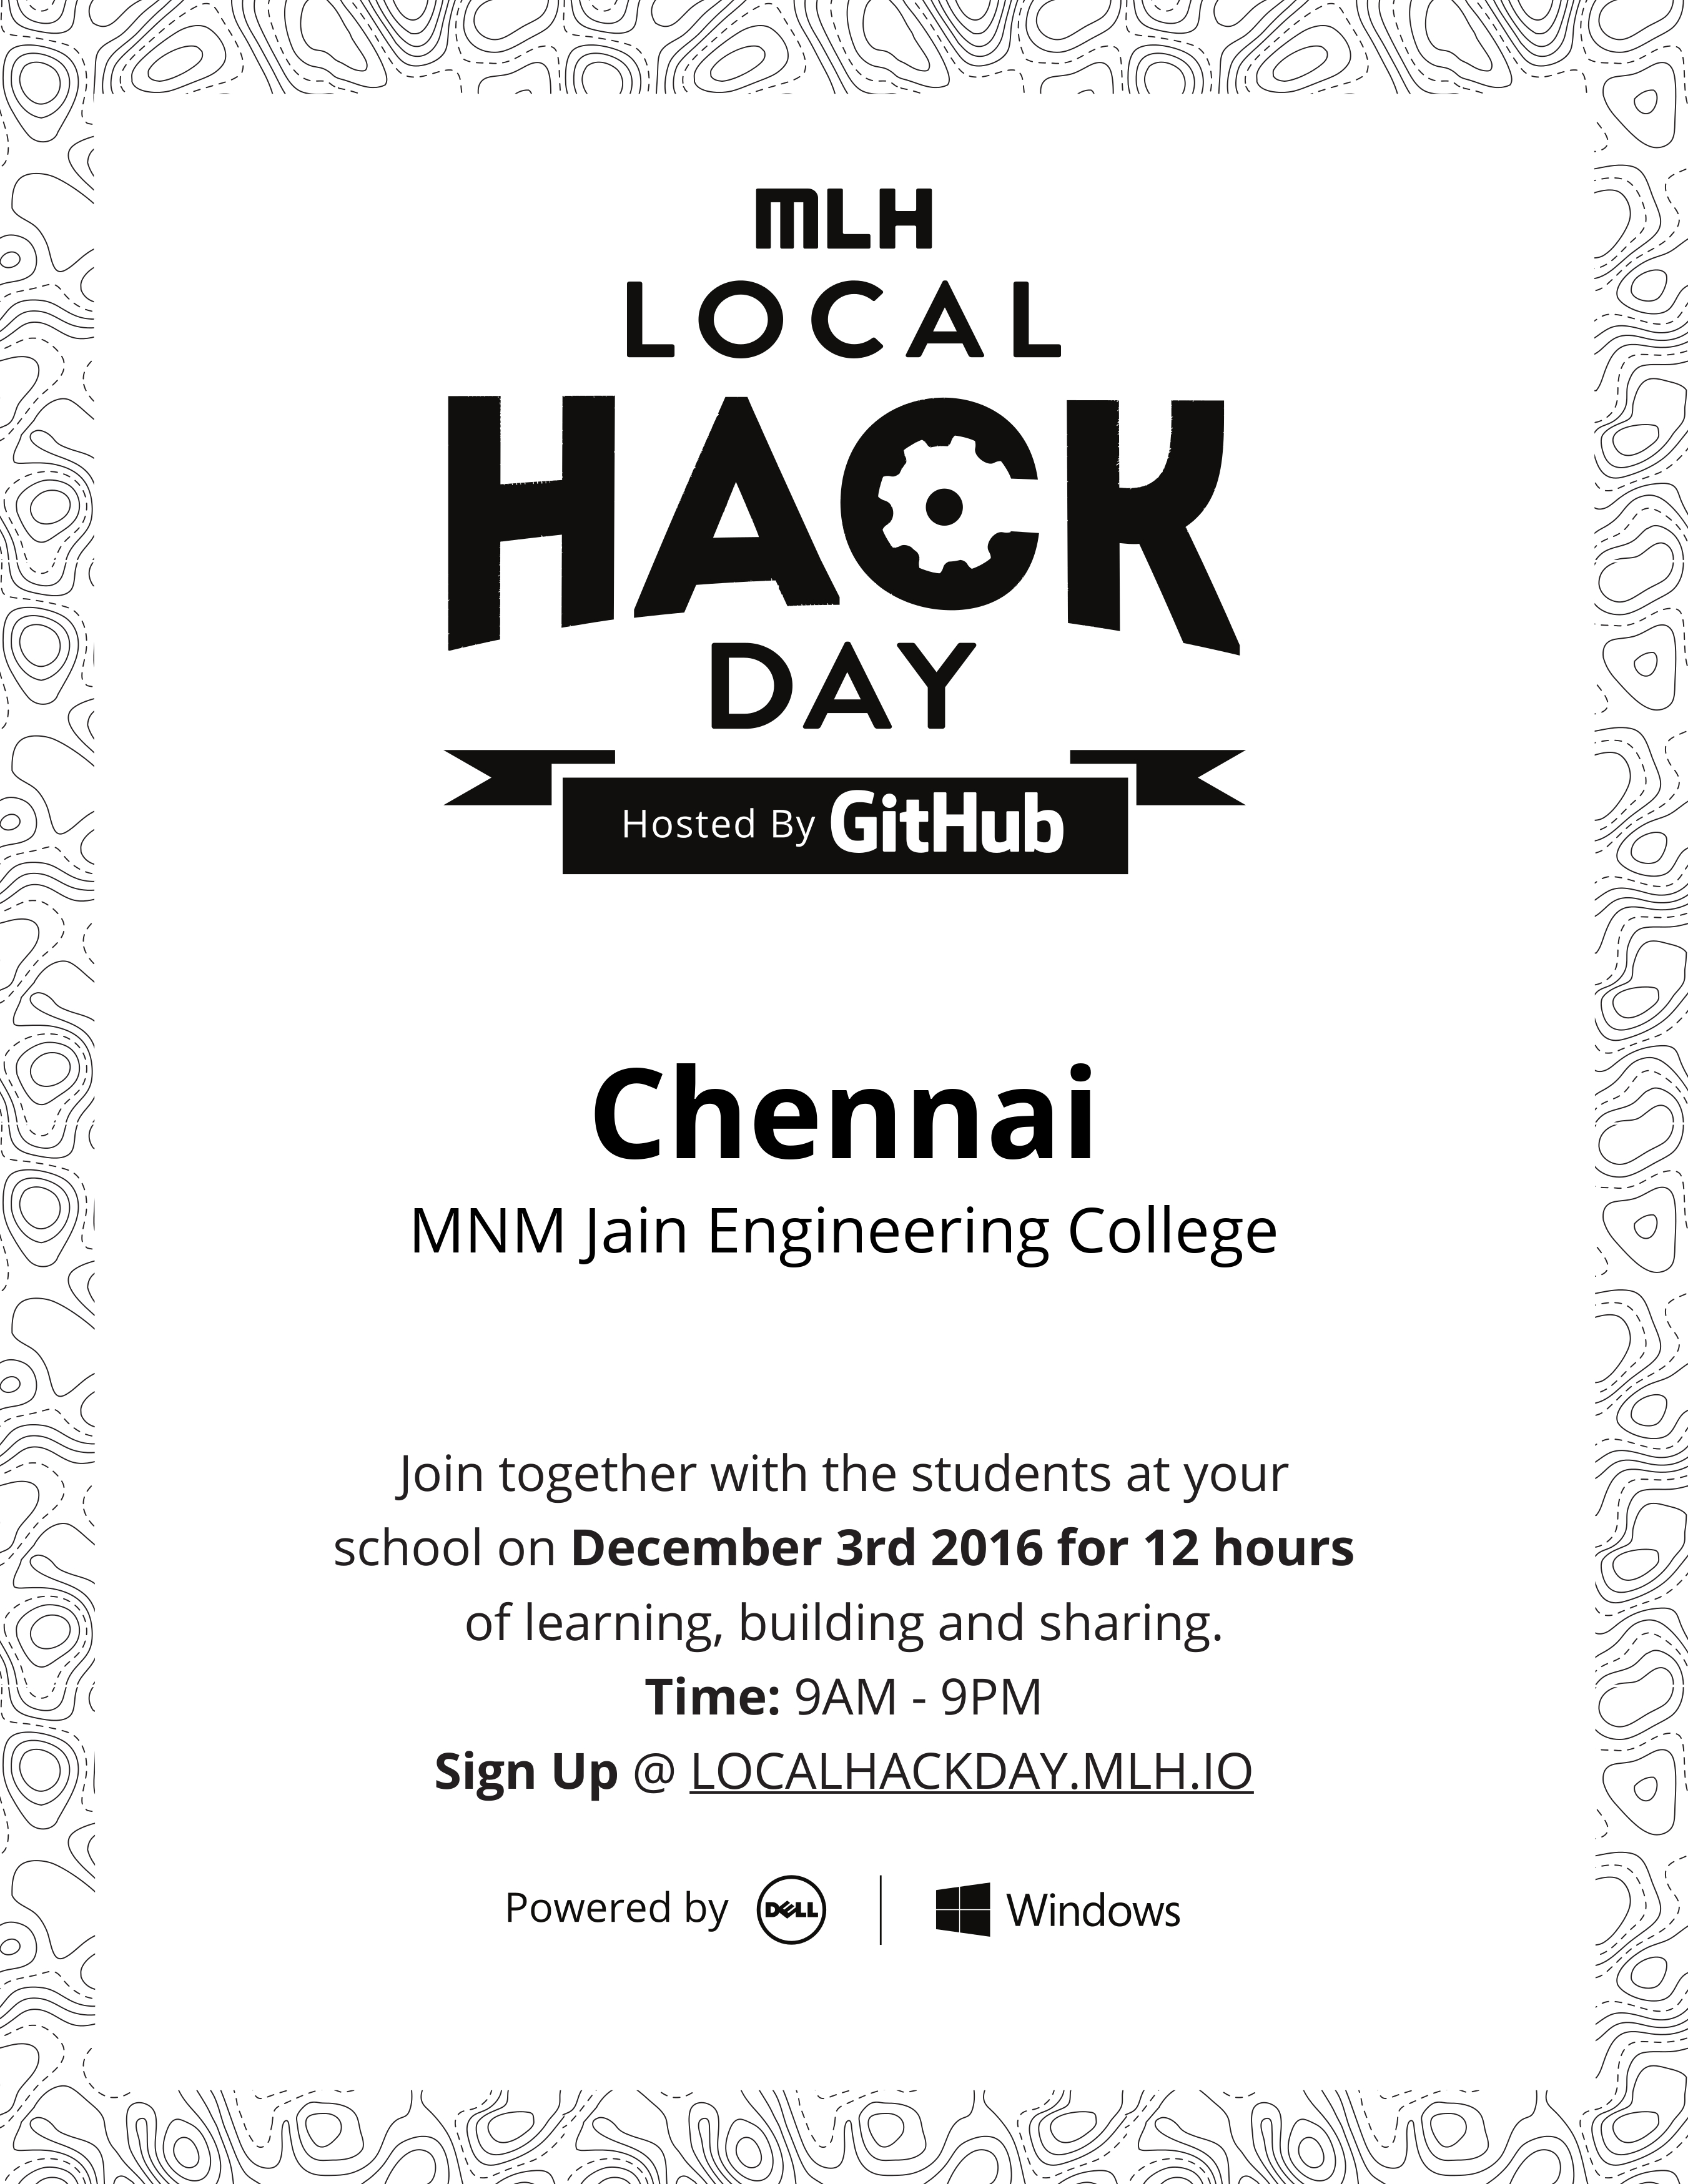 MLH
LOCAL
HACK
DAY
Hosted By GitHub
Chennai
MNM Jain Engineering College
Join together with the students at your
school on December 3rd 2016 for 12 hours
of learning, building and sharing.
Time: 9AM - 9PM
Sign Up @ LOCALHACKDAY.MLH.IO
Powered by DELL | Windows